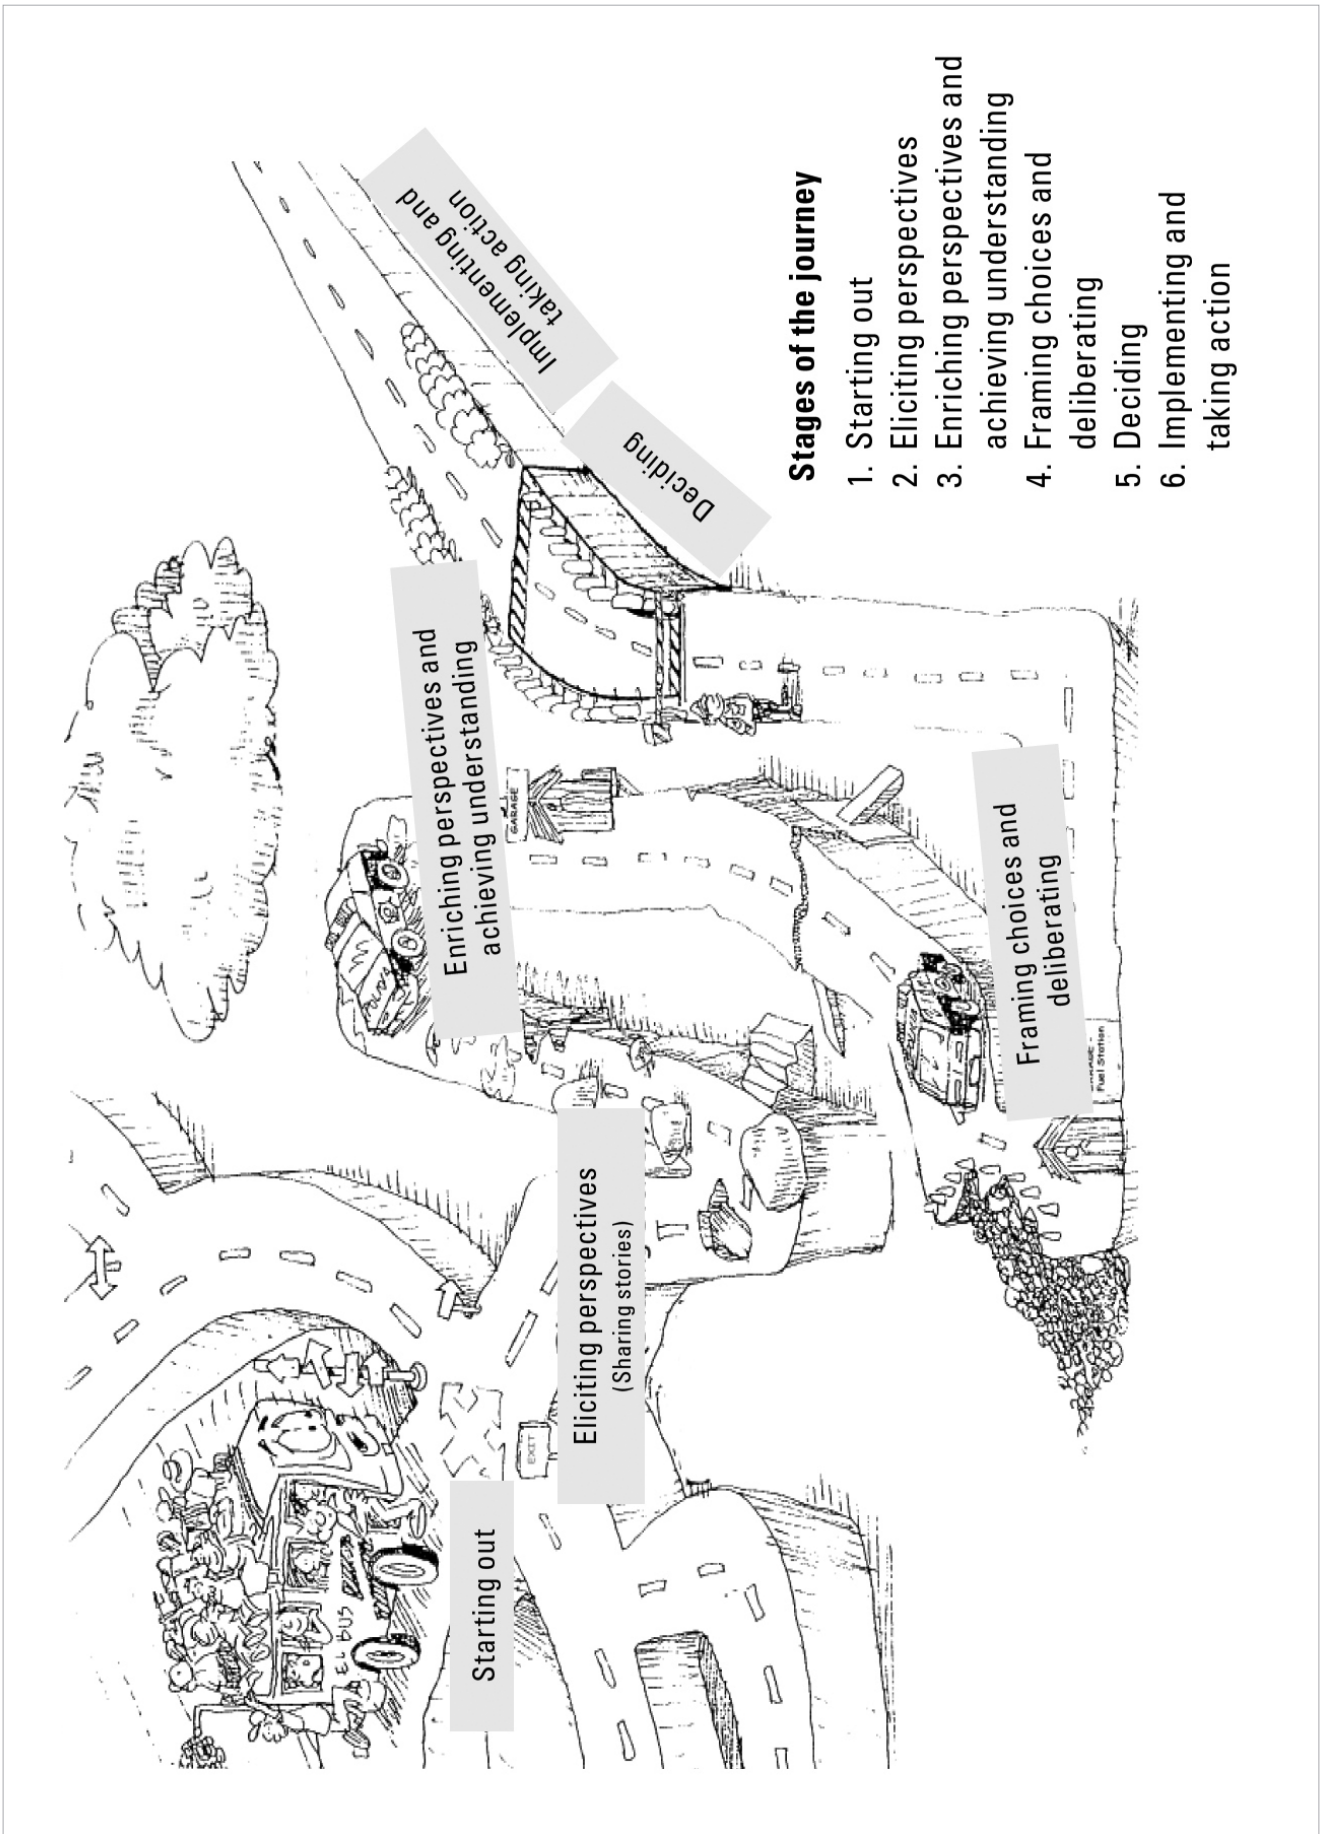 Starting out
Eliciting perspectives
(Sharing stories)
Enriching perspectives and
achieving understanding
Framing choices and
deliberating
Deciding
Implementing and
taking action
EL BUS
EXIT
GARAGE
Fuel Station
Stages of the journey
1. Starting out
2. Eliciting perspectives
3. Enriching perspectives and
achieving understanding
4. Framing choices and
deliberating
5. Deciding
6. Implementing and
taking action